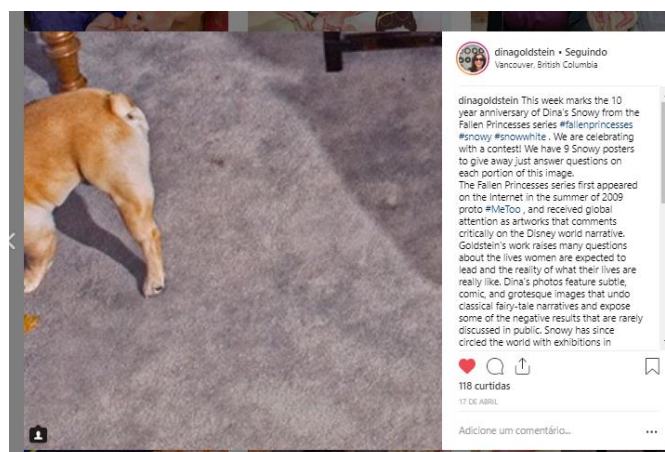 dinagoldstein • Seguindo
Vancouver, British Columbia
dinagoldstein This week marks the 10
year anniversary of Dina's Snowy from the
Fallen Princesses series #fallenprincesses
#snowy #snowwhite . We are celebrating
with a contest! We have 9 Snowy posters
to give away just answer questions on
each portion of this image.
The Fallen Princesses series first appeared
on the Internet in the summer of 2009
proto #MeToo , and received global
attention as artworks that comments
critically on the Disney world narrative.
Goldstein's work raises many questions
about the lives women are expected to
lead and the reality of what their lives are
really like. Dina's photos feature subtle,
comic, and grotesque images that undo
classical fairy-tale narratives and expose
some of the negative results that are rarely
discussed in public. Snowy has since
circled the world with exhibitions in
118 curtidas
17 DE ABRIL
Adicione um comentário...